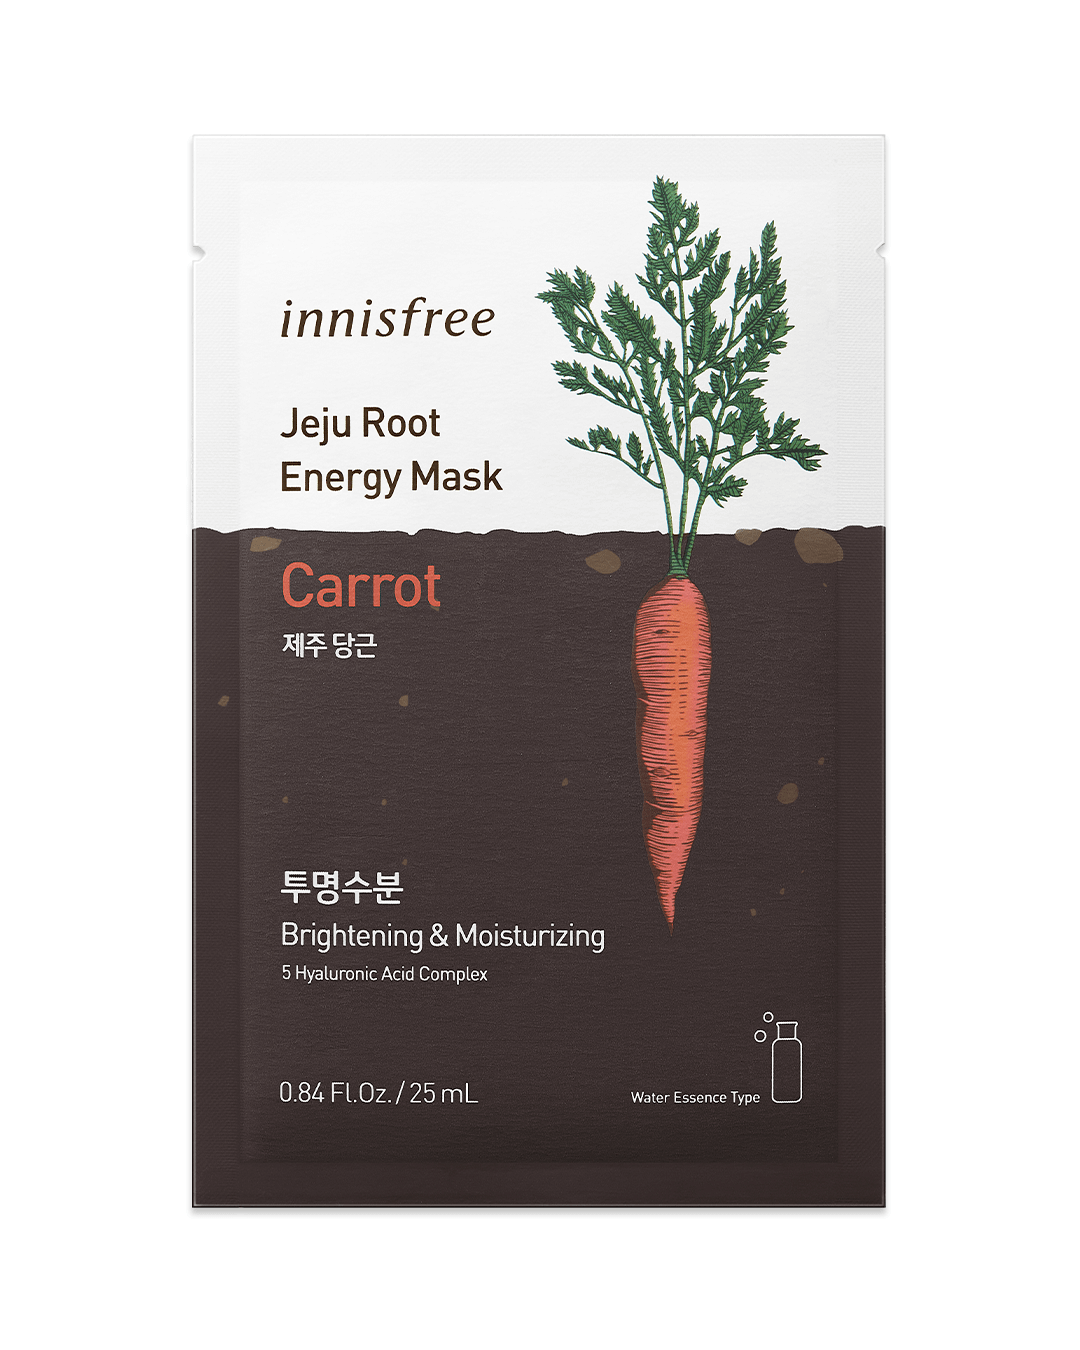 innisfree
Jeju Root
Energy Mask
Carrot
제주 당근
투명수분
Brightening & Moisturizing
5 Hyaluronic Acid Complex
0.84 Fl.Oz. / 25 mL
Water Essence Type